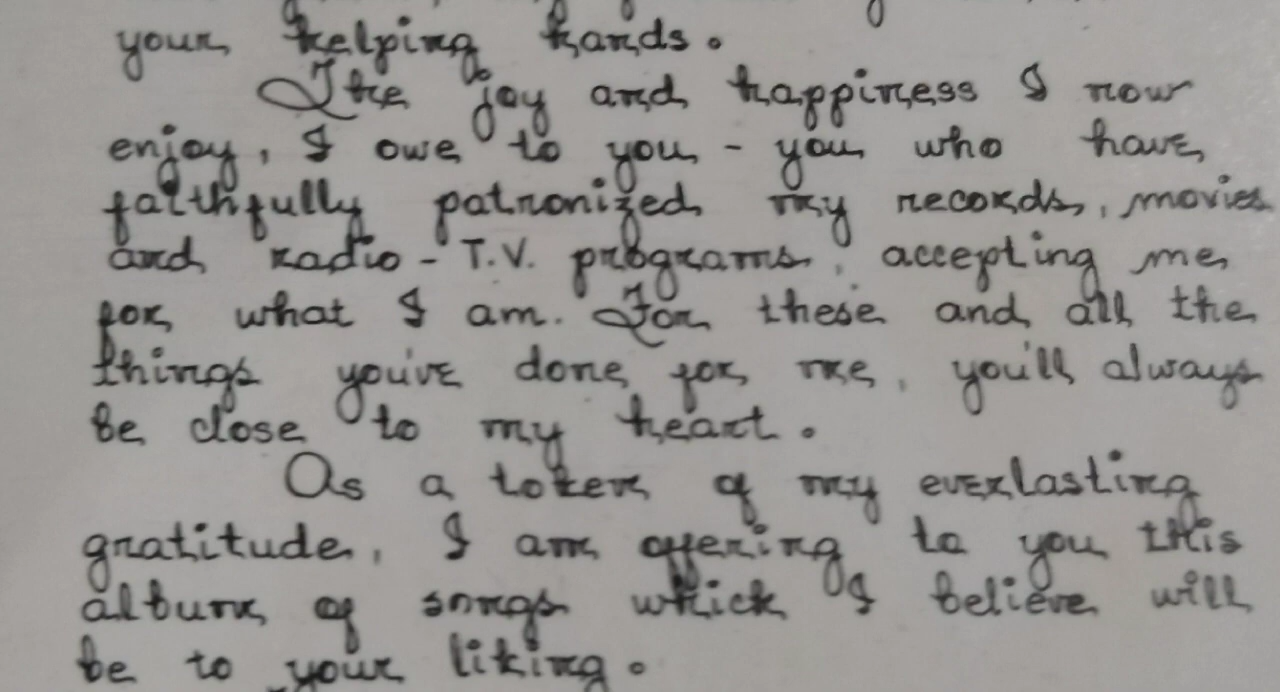 your helping hands.
The joy and happiness I now
enjoy, I owe to you - you who have
faithfully patronized my records, movies
and radio - T.V. programs, accepting me
for what I am. For these and all the
things you've done for me, you'll always
be close to my heart.
As a token of my everlasting
gratitude, I am offering to you this
album of songs which I believe will
be to your liking.